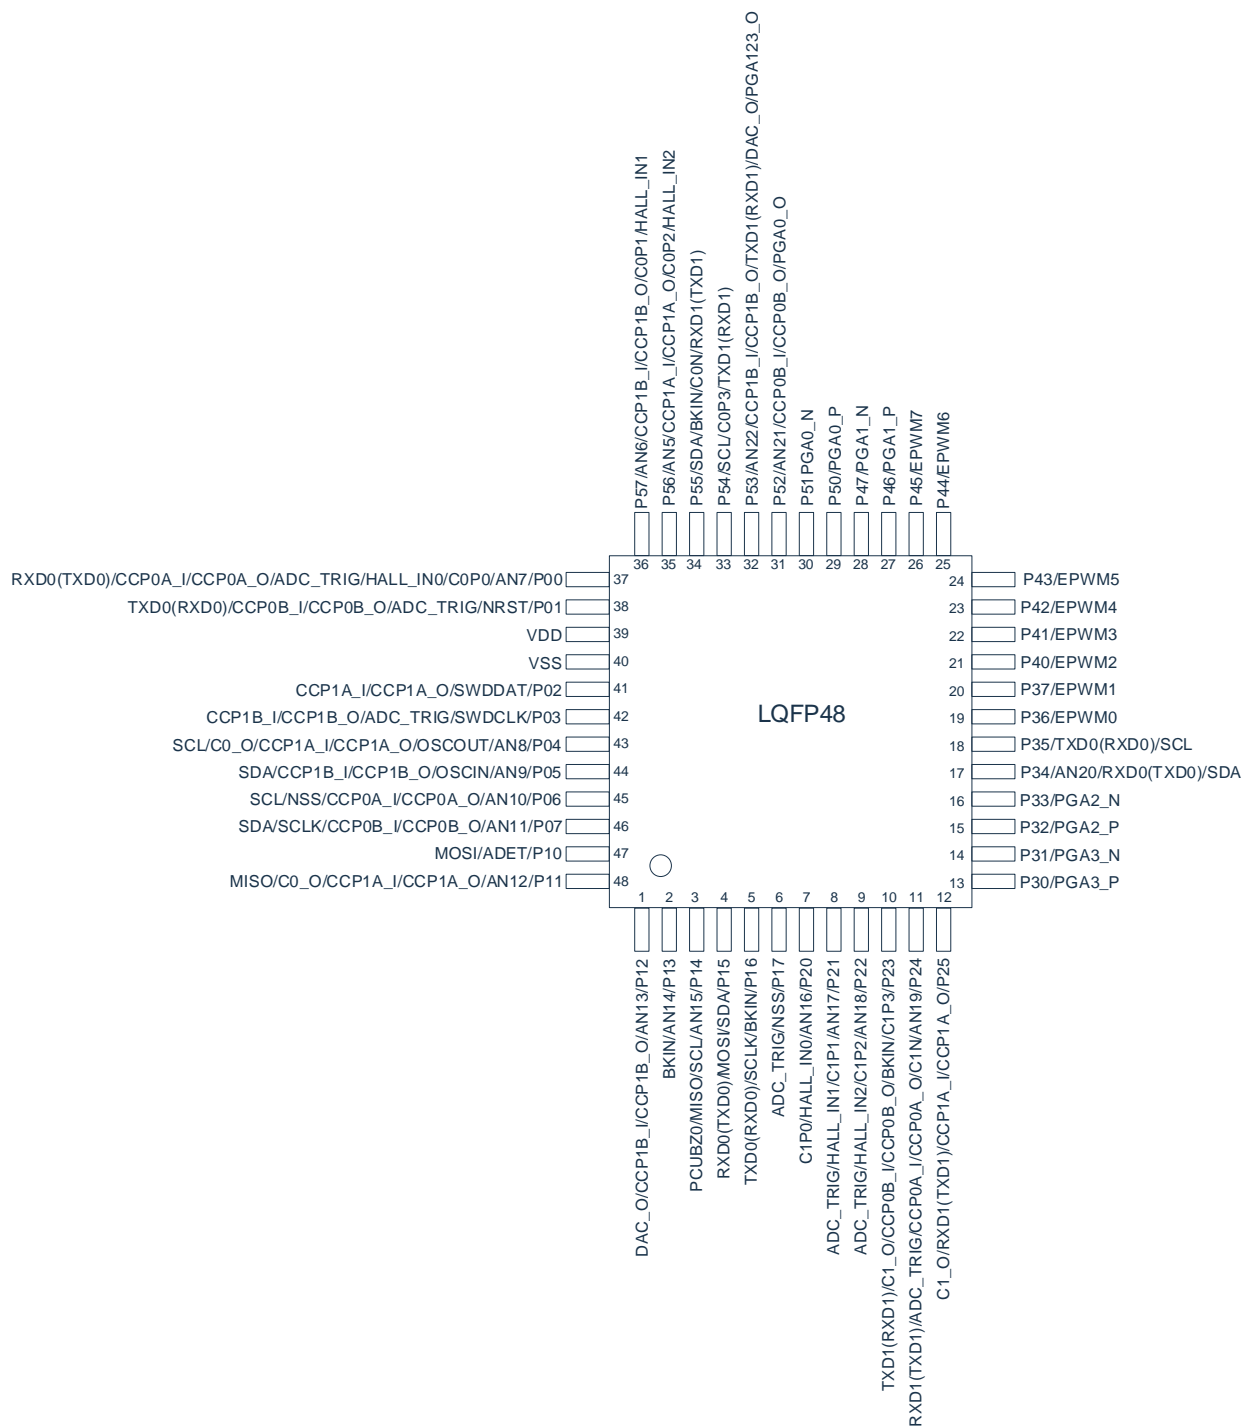 P57/AN6/CCP1B_I/CCP1B_O/C0P1/HALL_IN1
P56/AN5/CCP1A_I/CCP1A_O/C0P2/HALL_IN2
P55/SDA/BKIN/C0N/RXD1(TXD1)
P54/SCL/C0P3/TXD1(RXD1)
P53/AN22/CCP1B_I/CCP1B_O/TXD1(RXD1)/DAC_O/PGA123_O
P52/AN21/CCP0B_I/CCP0B_O/PGA0_O
P51PGA0_N
P50/PGA0_P
P47/PGA1_N
P46/PGA1_P
P45/EPWM7
P44/EPWM6
36 35 34 33 32 31 30 29 28 27 26 25
RXD0(TXD0)/CCP0A_I/CCP0A_O/ADC_TRIG/HALL_IN0/C0P0/AN7/P00 37
TXD0(RXD0)/CCP0B_I/CCP0B_O/ADC_TRIG/NRST/P01 38
VDD 39
VSS 40
CCP1A_I/CCP1A_O/SWDDAT/P02 41
CCP1B_I/CCP1B_O/ADC_TRIG/SWDCLK/P03 42
SCL/C0_O/CCP1A_I/CCP1A_O/OSCOUT/AN8/P04 43
SDA/CCP1B_I/CCP1B_O/OSCIN/AN9/P05 44
SCL/NSS/CCP0A_I/CCP0A_O/AN10/P06 45
SDA/SCLK/CCP0B_I/CCP0B_O/AN11/P07 46
MOSI/ADET/P10 47
MISO/C0_O/CCP1A_I/CCP1A_O/AN12/P11 48
LQFP48
24 P43/EPWM5
23 P42/EPWM4
22 P41/EPWM3
21 P40/EPWM2
20 P37/EPWM1
19 P36/EPWM0
18 P35/TXD0(RXD0)/SCL
17 P34/AN20/RXD0(TXD0)/SDA
16 P33/PGA2_N
15 P32/PGA2_P
14 P31/PGA3_N
13 P30/PGA3_P
1 2 3 4 5 6 7 8 9 10 11 12
DAC_O/CCP1B_I/CCP1B_O/AN13/P12
BKIN/AN14/P13
PCUBZ0/MISO/SCL/AN15/P14
RXD0(TXD0)/MOSI/SDA/P15
TXD0(RXD0)/SCLK/BKIN/P16
ADC_TRIG/NSS/P17
C1P0/HALL_IN0/AN16/P20
ADC_TRIG/HALL_IN1/C1P1/AN17/P21
ADC_TRIG/HALL_IN2/C1P2/AN18/P22
TXD1(RXD1)/C1_O/CCP0B_I/CCP0B_O/BKIN/C1P3/P23
RXD1(TXD1)/ADC_TRIG/CCP0A_I/CCP0A_O/C1N/AN19/P24
C1_O/RXD1(TXD1)/CCP1A_I/CCP1A_O/P25